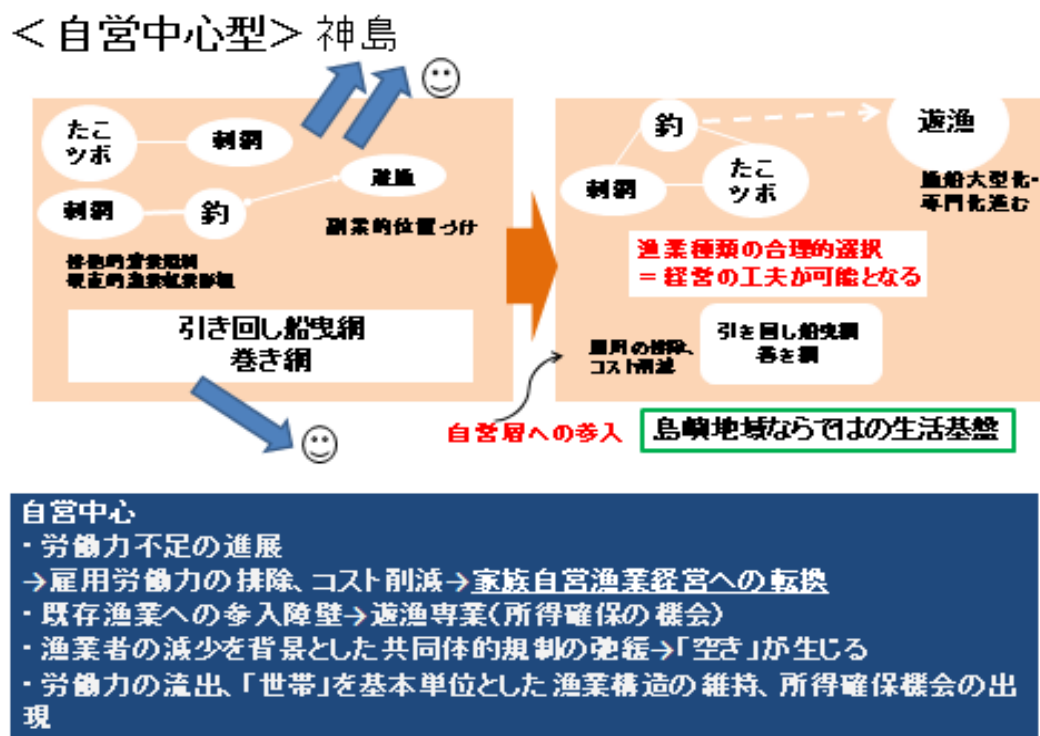 ＜自営中心型＞神島
たこ
ツボ
刺網
刺網
釣
遊漁
副業的位置づけ
引き回し船曳網
巻き網
釣
遊漁
刺網
たこ
ツボ
漁船大型化・
専門化進む
漁業種類の合理的選択
＝経営の工夫が可能となる
雇用の排除、
コスト削減
引き回し船曳網
巻き網
自営層への参入
島嶼地域ならではの生活基盤
自営中心
・労働力不足の進展
→雇用労働力の排除、コスト削減→家族自営漁業経営への転換
・既存漁業への参入障壁→遊漁専業（所得確保の機会）
・漁業者の減少を背景とした共同体的規制の弛緩→「空き」が生じる
・労働力の流出、「世帯」を基本単位とした漁業構造の維持、所得確保機会の出
現